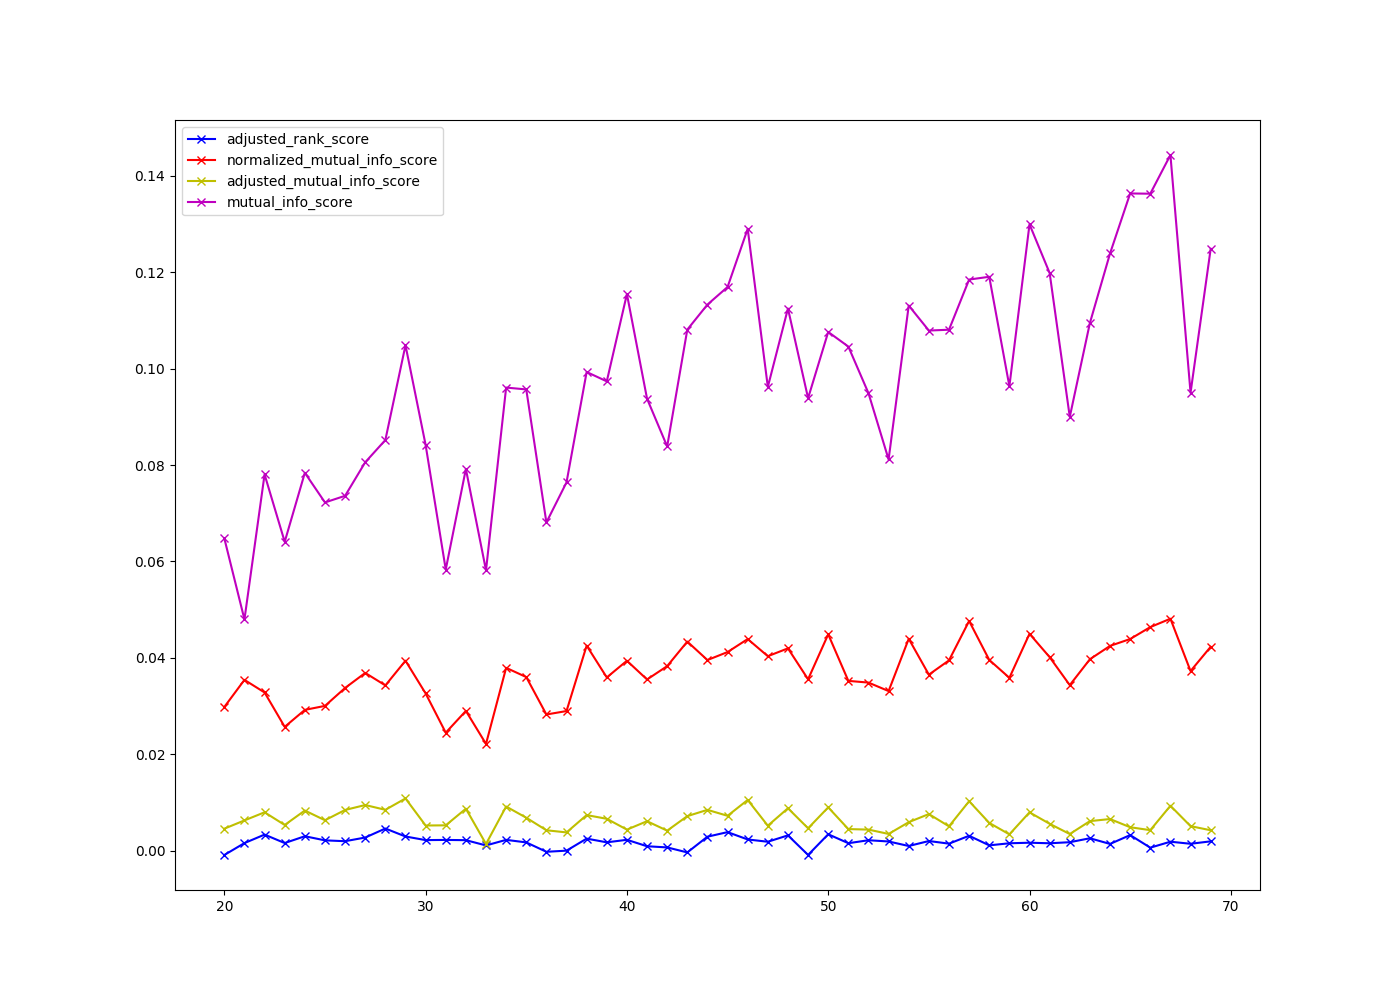 adjusted_rank_score
normalized_mutual_info_score
adjusted_mutual_info_score
mutual_info_score
0.14
0.12
0.10
0.08
0.06
0.04
0.02
0.00
20 30 40 50 60 70